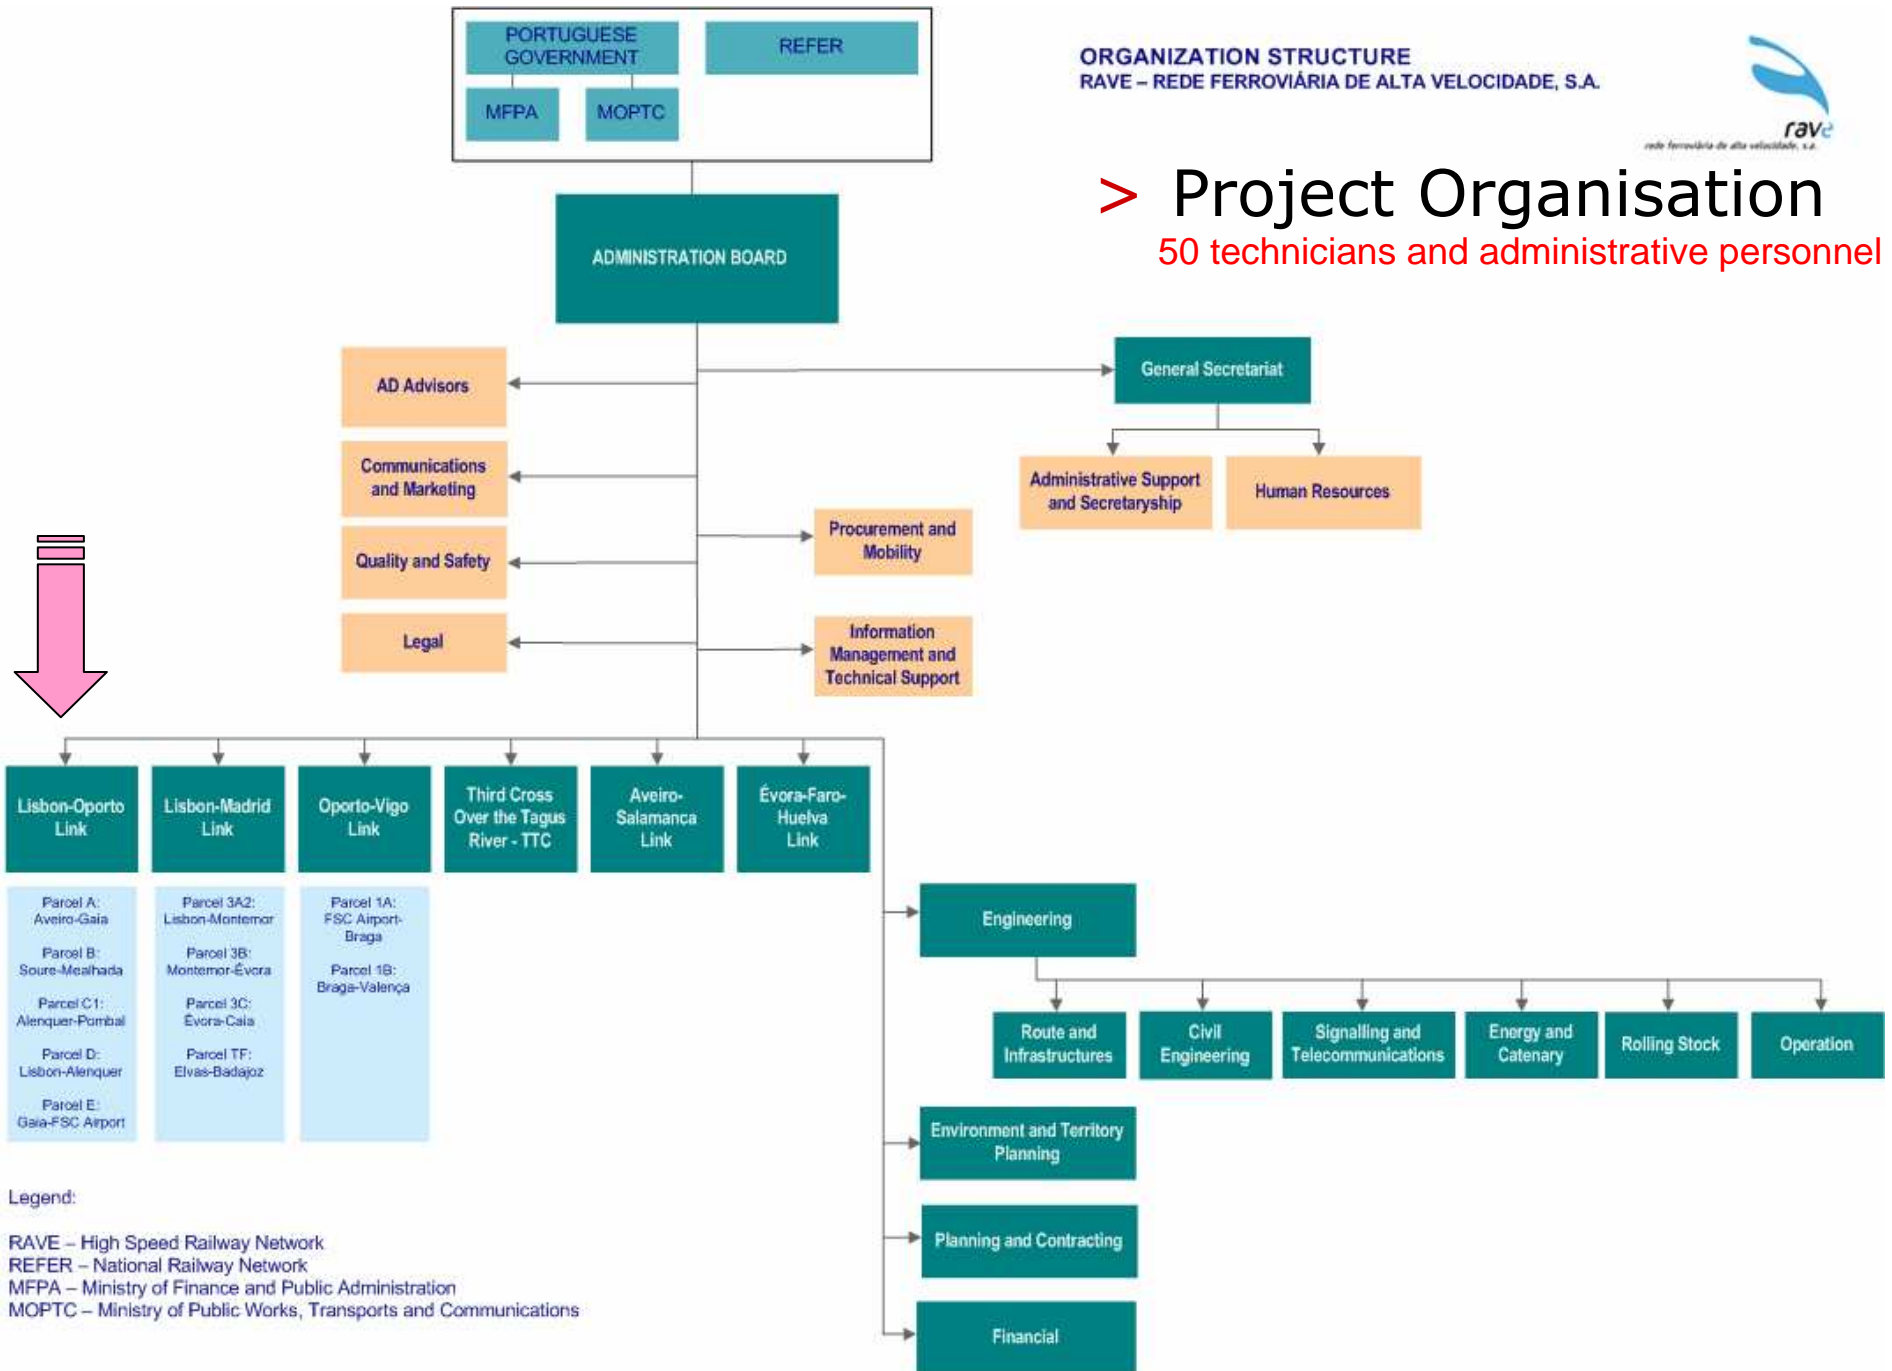 PORTUGUESE
GOVERNMENT
REFER
MFPA
MOPTC
ORGANIZATION STRUCTURE
RAVE – REDE FERROVIÁRIA DE ALTA VELOCIDADE, S.A.
rave
rede ferroviária de alta velocidade, s.a.
> Project Organisation
50 technicians and administrative personnel
ADMINISTRATION BOARD
General Secretariat
AD Advisors
Communications
and Marketing
Administrative Support
and Secretaryship
Human Resources
Procurement and
Mobility
Quality and Safety
Legal
Information
Management and
Technical Support
Lisbon-Oporto
Link
Lisbon-Madrid
Link
Oporto-Vigo
Link
Third Cross
Over the Tagus
River - TTC
Aveiro-
Salamanca
Link
Évora-Faro-
Huelva
Link
Parcel A:
Aveiro-Gaia
Parcel B:
Soure-Mealhada
Parcel C1:
Alenquer-Pombal
Parcel D:
Lisbon-Alenquer
Parcel E:
Gaia-FSC Airport
Parcel 3A2:
Lisbon-Montemor
Parcel 3B:
Montemor-Évora
Parcel 3C:
Évora-Caia
Parcel TF:
Elvas-Badajoz
Parcel 1A:
FSC Airport-
Braga
Parcel 1B:
Braga-Valença
Engineering
Route and
Infrastructures
Civil
Engineering
Signalling and
Telecommunications
Energy and
Catenary
Rolling Stock
Operation
Environment and Territory
Planning
Planning and Contracting
Financial
Legend:
RAVE – High Speed Railway Network
REFER – National Railway Network
MFPA – Ministry of Finance and Public Administration
MOPTC – Ministry of Public Works, Transports and Communications